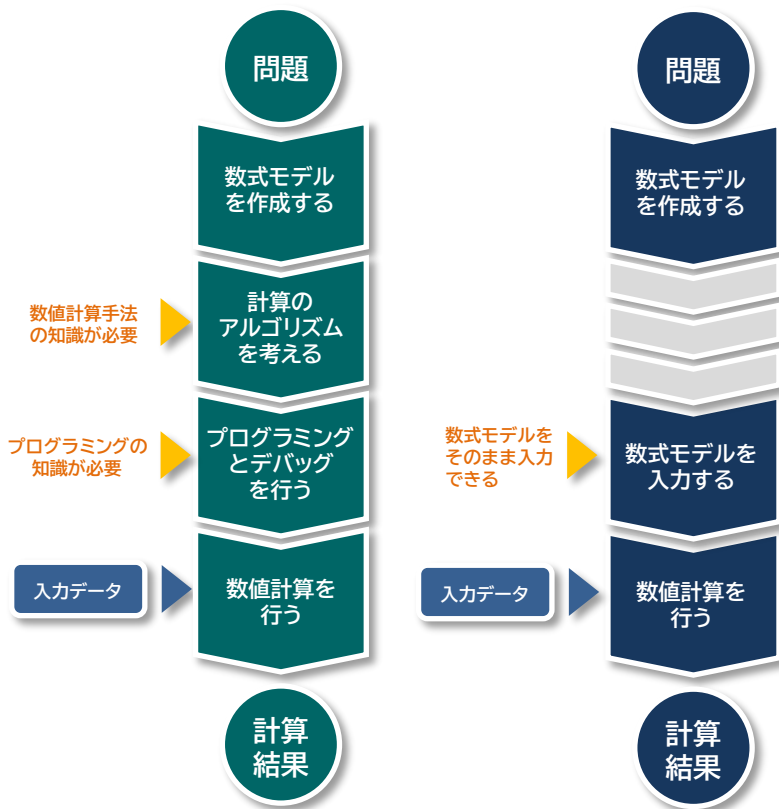 問題
数式モデル
を作成する
数値計算手法
の知識が必要
計算の
アルゴリズム
を考える
プログラミングの
知識が必要
プログラミング
とデバッグ
を行う
入力データ
数値計算を
行う
計算
結果
問題
数式モデル
を作成する
数式モデルを
そのまま入力
できる
数式モデルを
入力する
入力データ
数値計算を
行う
計算
結果